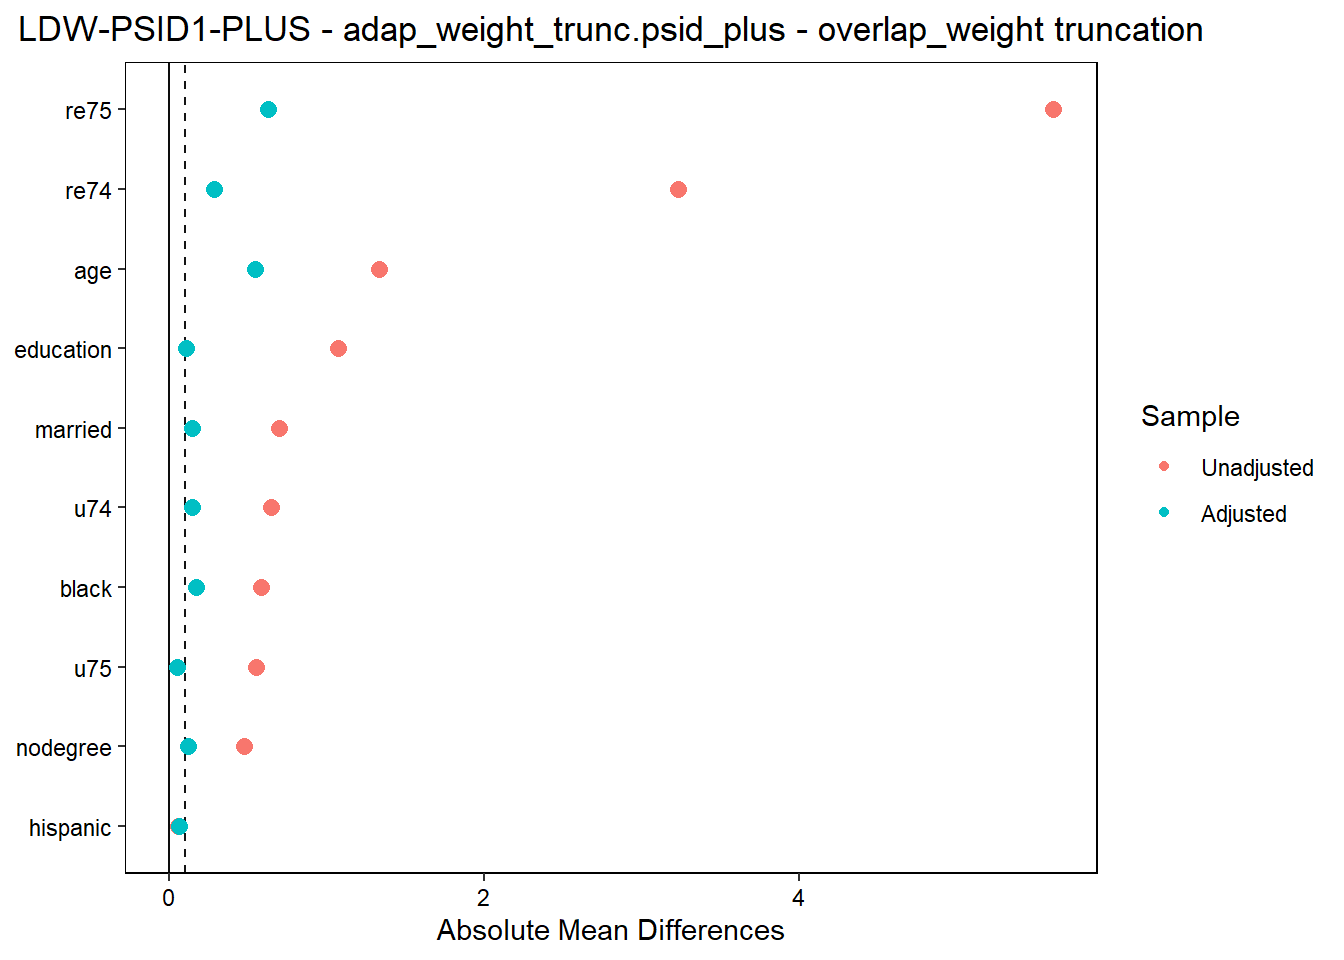 LDW-PSID1-PLUS - adap_weight_trunc.psid_plus - overlap_weight truncation
re75
re74
age
education
married
u74
black
u75
nodegree
hispanic
0 2 4
Absolute Mean Differences
Sample
Unadjusted
Adjusted